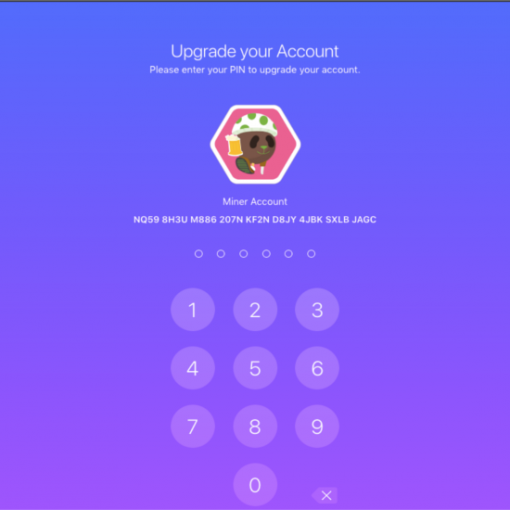 Upgrade your Account
Please enter your PIN to upgrade your account.
Miner Account
NQ59 8H3U M886 207N KF2N D8JY 4JBK SXLB JAGC
1 2 3
4 5 6
7 8 9
0